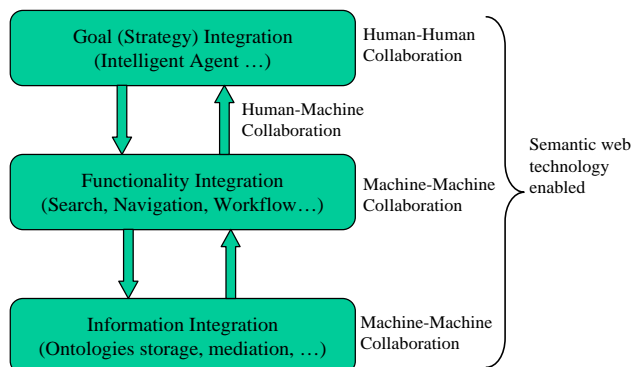 Goal (Strategy) Integration
(Intelligent Agent …)
Human-Human
Collaboration
Human-Machine
Collaboration
Semantic web
technology
enabled
Functionality Integration
(Search, Navigation, Workflow…)
Machine-Machine
Collaboration
Information Integration
(Ontologies storage, mediation, …)
Machine-Machine
Collaboration